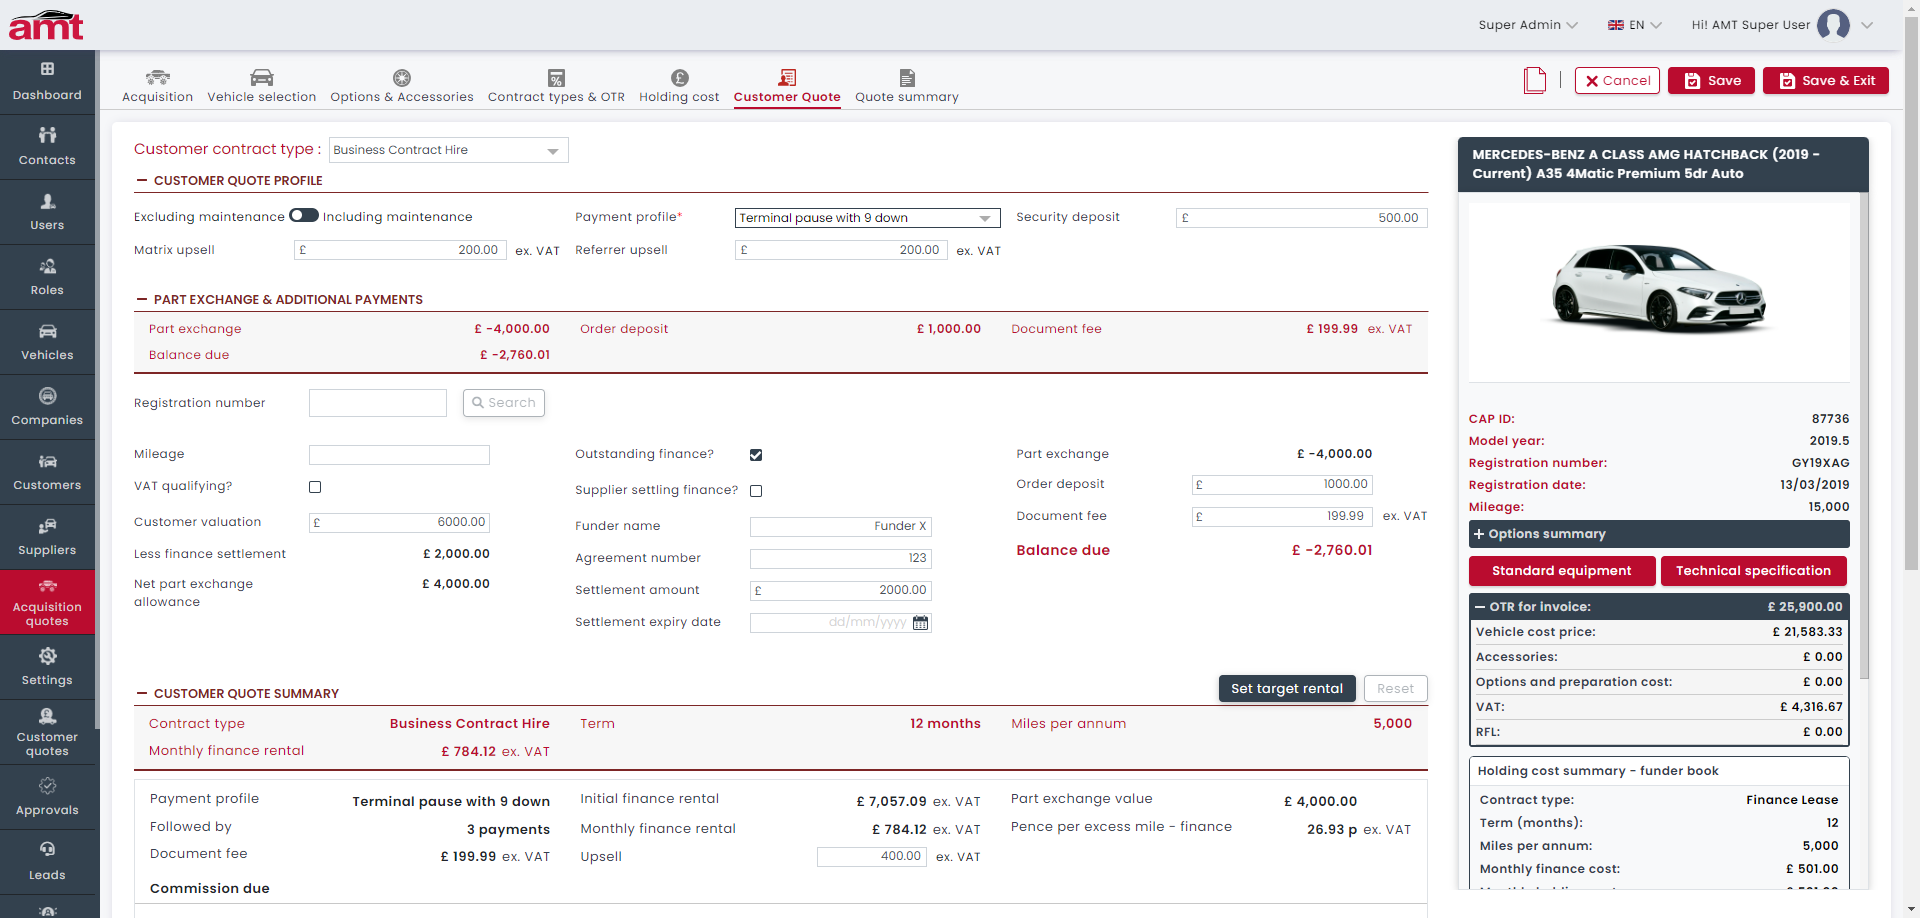 amt
Super Admin
EN
Hi! AMT Super User
Dashboard
Contacts
Users
Roles
Vehicles
Companies
Customers
Suppliers
Acquisition
quotes
Settings
Customer
quotes
Approvals
Leads
Acquisition
Vehicle selection
Options & Accessories
Contract types & OTR
Holding cost
Customer Quote
Quote summary
Cancel
Save
Save & Exit
Customer contract type :
Business Contract Hire
CUSTOMER QUOTE PROFILE
Excluding maintenance
Including maintenance
Payment profile*
Terminal pause with 9 down
Security deposit
£ 500.00
Matrix upsell
£ 200.00 ex. VAT
Referrer upsell
£ 200.00 ex. VAT
PART EXCHANGE & ADDITIONAL PAYMENTS
Part exchange £ -4,000.00
Order deposit £ 1,000.00
Document fee £ 199.99 ex. VAT
Balance due £ -2,760.01
Registration number
Search
Mileage
VAT qualifying?
Customer valuation £ 6000.00
Less finance settlement £ 2,000.00
Net part exchange
allowance
£ 4,000.00
Outstanding finance?
Supplier settling finance?
Funder name Funder X
Agreement number 123
Settlement amount £ 2000.00
Settlement expiry date dd/mm/yyyy
Part exchange £ -4,000.00
Order deposit £ 1000.00
Document fee £ 199.99 ex. VAT
Balance due £ -2,760.01
CUSTOMER QUOTE SUMMARY
Set target rental
Reset
Contract type Business Contract Hire
Term 12 months
Miles per annum 5,000
Monthly finance rental £ 784.12 ex. VAT
Payment profile Terminal pause with 9 down
Followed by 3 payments
Document fee £ 199.99 ex. VAT
Initial finance rental £ 7,057.09 ex. VAT
Monthly finance rental £ 784.12 ex. VAT
Upsell 400.00 ex. VAT
Part exchange value £ 4,000.00
Pence per excess mile - finance 26.93 p ex. VAT
Commission due
MERCEDES-BENZ A CLASS AMG HATCHBACK (2019 -
Current) A35 4Matic Premium 5dr Auto
CAP ID: 87736
Model year: 2019.5
Registration number: GY19XAG
Registration date: 13/03/2019
Mileage: 15,000
Options summary
Standard equipment
Technical specification
OTR for invoice: £ 25,900.00
Vehicle cost price: £ 21,583.33
Accessories: £ 0.00
Options and preparation cost: £ 0.00
VAT: £ 4,316.67
RFL: £ 0.00
Holding cost summary - funder book
Contract type: Finance Lease
Term (months): 12
Miles per annum: 5,000
Monthly finance cost: £ 501.00